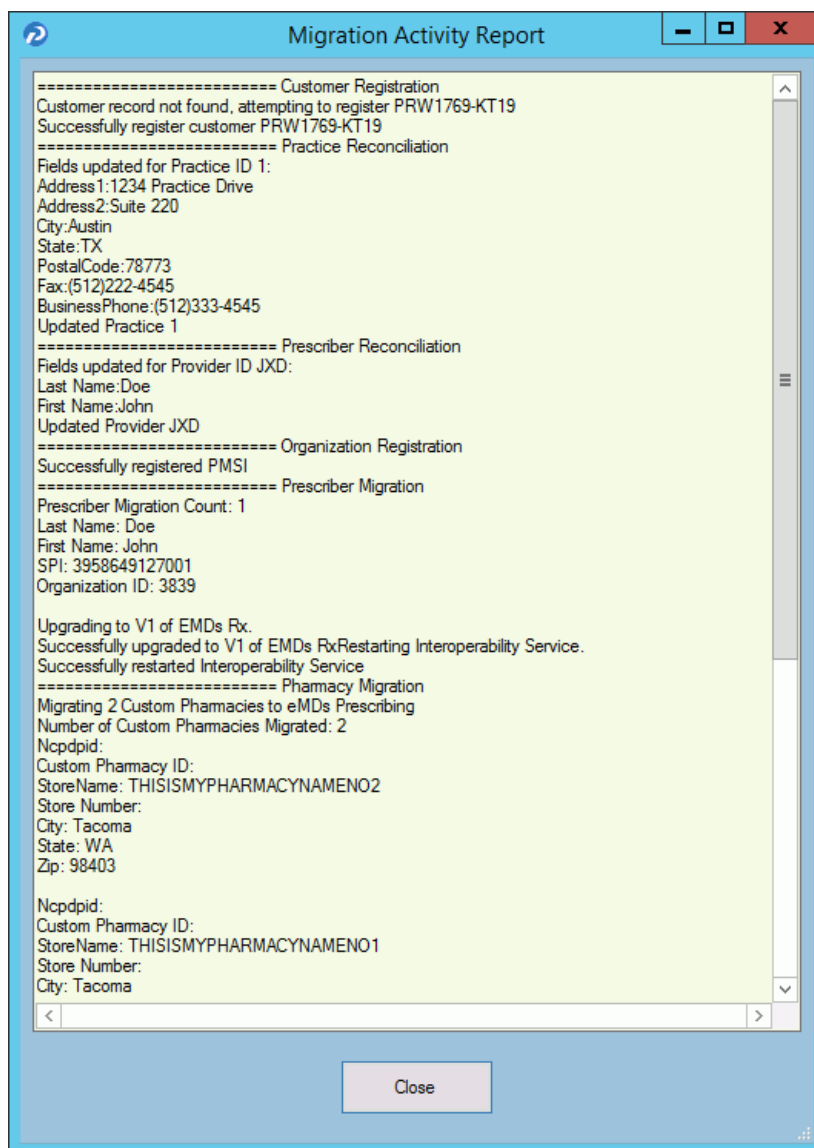 Migration Activity Report
========================== Customer Registration
Customer record not found, attempting to register PRW1769-KT19
Successfully register customer PRW1769-KT19
========================== Practice Reconciliation
Fields updated for Practice ID 1:
Address1:1234 Practice Drive
Address2:Suite 220
City:Austin
State:TX
PostalCode:78773
Fax:(512)222-4545
BusinessPhone:(512)333-4545
Updated Practice 1
========================== Prescriber Reconciliation
Fields updated for Provider ID JXD:
Last Name:Doe
First Name:John
Updated Provider JXD
========================== Organization Registration
Successfully registered PMSI
========================== Prescriber Migration
Prescriber Migration Count: 1
Last Name: Doe
First Name: John
SPI: 3958649127001
Organization ID: 3839
Upgrading to V1 of EMDs Rx.
Successfully upgraded to V1 of EMDs RxRestarting Interoperability Service.
Successfully restarted Interoperability Service
========================== Pharmacy Migration
Migrating 2 Custom Pharmacies to eMDs Prescribing
Number of Custom Pharmacies Migrated: 2
Ncpdpid:
Custom Pharmacy ID:
StoreName: THISISMYPHARMACYNAMENO2
Store Number:
City: Tacoma
State: WA
Zip: 98403
Ncpdpid:
Custom Pharmacy ID:
StoreName: THISISMYPHARMACYNAMENO1
Store Number:
City: Tacoma
Close